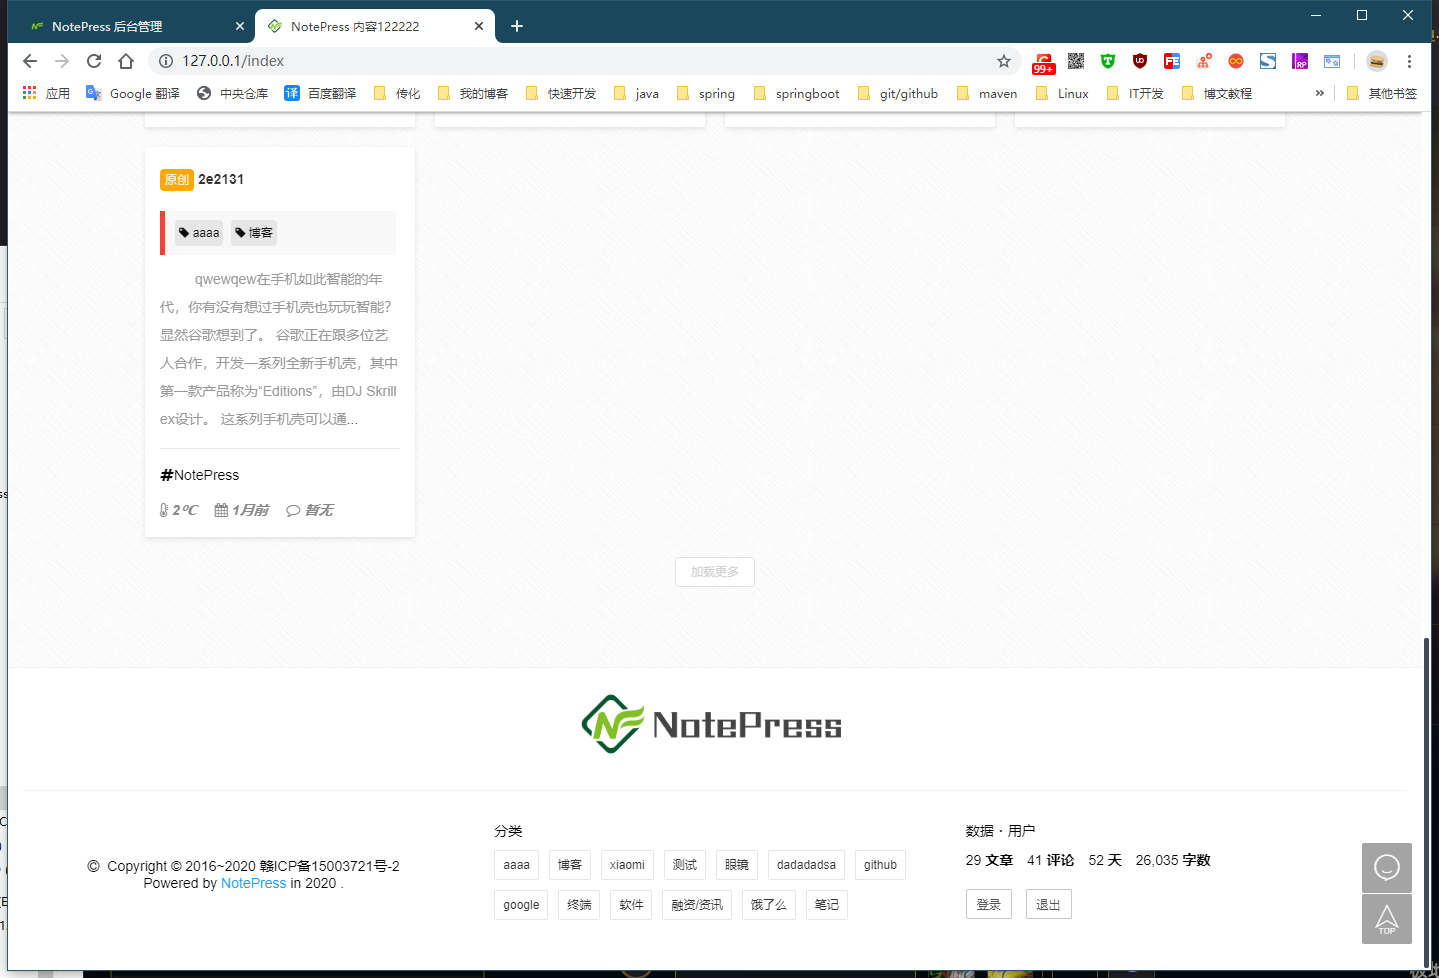 NotePress 后台管理
NotePress 内容122222
127.0.0.1/index
99+
应用 Google 翻译 中央仓库 百度翻译 传化 我的博客 快速开发 java spring springboot git/github maven Linux IT开发 博文教程 » 其他书签
原创 2e2131
aaaa 博客
qwewqew在手机如此智能的年
代，你有没有想过手机壳也玩玩智能？
显然谷歌想到了。 谷歌正在跟多位艺
人合作，开发一系列全新手机壳，其中
第一款产品称为“Editions”，由DJ Skrill
ex设计。 这系列手机壳可以通...
#NotePress
2℃ 1月前 暂无
加载更多
NotePress
Copyright © 2016~2020 赣ICP备15003721号-2
Powered by NotePress in 2020 .
分类
aaaa 博客 xiaomi 测试 眼镜 dadadadsa github
google 终端 软件 融资/资讯 饿了么 笔记
数据・用户
29 文章 41 评论 52 天 26,035 字数
登录 退出
TOP